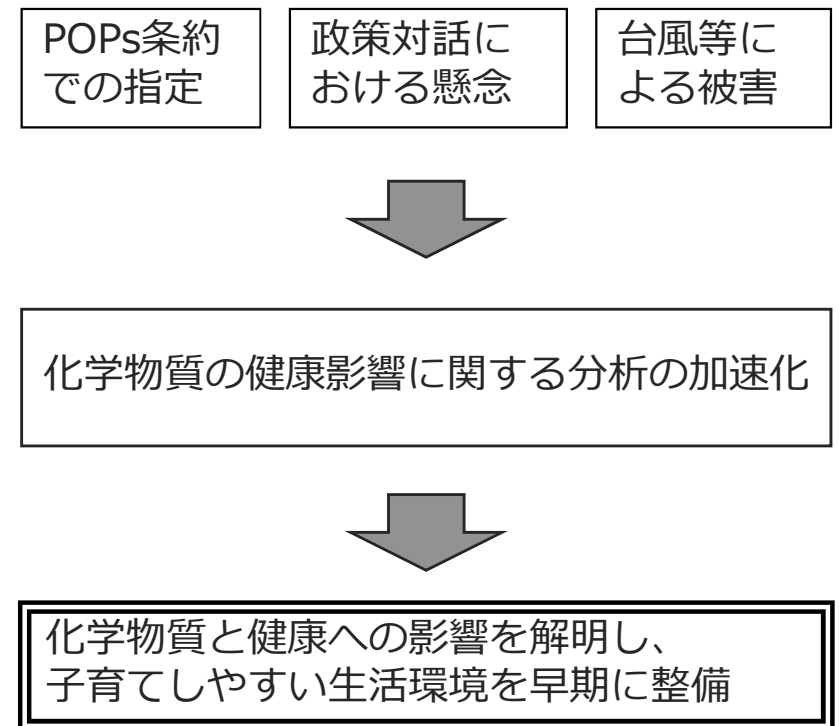 POPs条約
での指定
政策対話に
おける懸念
台風等に
よる被害
化学物質の健康影響に関する分析の加速化
化学物質と健康への影響を解明し、
子育てしやすい生活環境を早期に整備